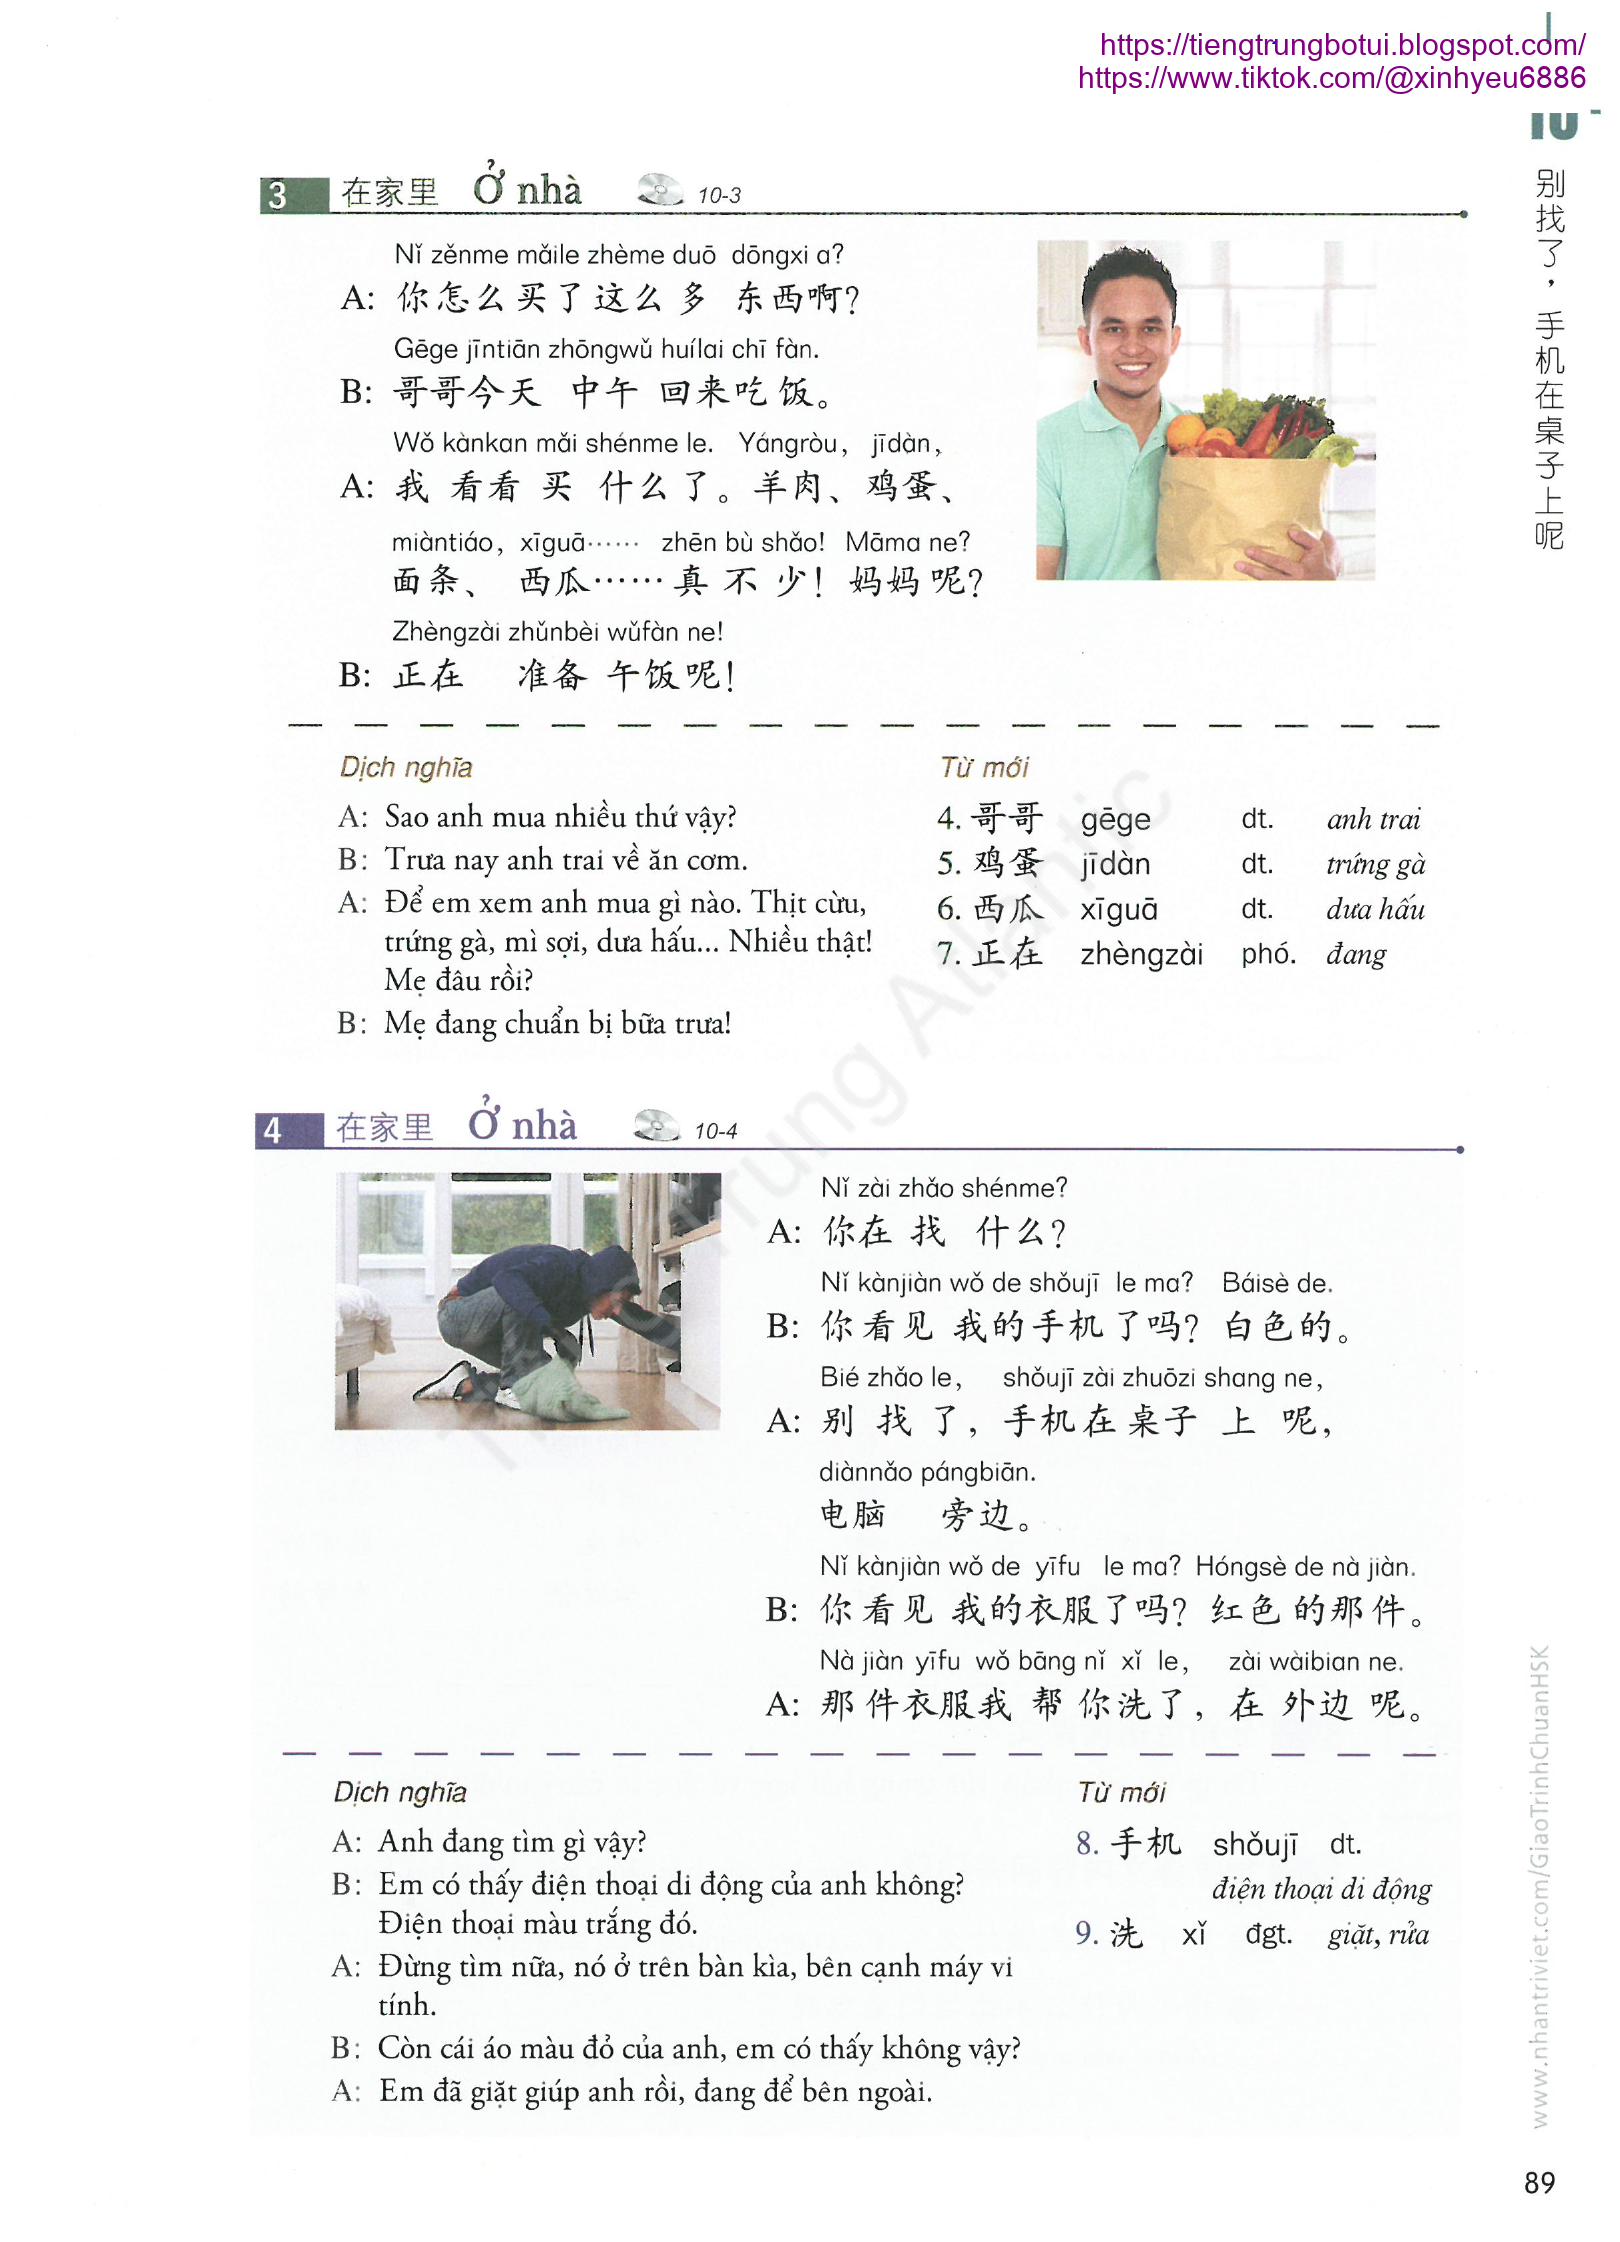 https://tiengtrungbotui.blogspot.com/
https://www.tiktok.com/@xinhyeu6886
10
别找了，手机在桌子上呢
3 在家里 Ở nhà 10-3
Nǐ zěnme mǎile zhème duō dōngxi a?
A: 你怎么买了这么多东西啊?
Gēge jīntiān zhōngwǔ huílai chī fàn.
B: 哥哥今天中午回来吃饭。
Wǒ kànkan mǎi shénme le. Yángròu, jīdàn,
A: 我看看买什么了。羊肉、鸡蛋、
miàntiáo, xīguā…… zhēn bù shǎo! Māma ne?
面条、西瓜……真不少! 妈妈呢?
Zhèngzài zhǔnbèi wǔfàn ne!
B: 正在准备午饭呢!
Dịch nghĩa
A: Sao anh mua nhiều thứ vậy?
B: Trưa nay anh trai về ăn cơm.
A: Để em xem anh mua gì nào. Thịt cừu,
trứng gà, mì sợi, dưa hấu... Nhiều thật!
Mẹ đâu rồi?
B: Mẹ đang chuẩn bị bữa trưa!
Từ mới
4. 哥哥 gēge dt. anh trai
5. 鸡蛋 jīdàn dt. trứng gà
6. 西瓜 xīguā dt. dưa hấu
7. 正在 zhèngzài phó. đang
4 在家里 Ở nhà 10-4
Nǐ zài zhǎo shénme?
A: 你在找什么?
Nǐ kànjiàn wǒ de shǒujī le ma? Báisè de.
B: 你看见我的手机了吗? 白色的。
Bié zhǎo le, shǒujī zài zhuōzi shang ne,
A: 别找了, 手机在桌子上呢,
diànnǎo pángbiān.
电脑旁边。
Nǐ kànjiàn wǒ de yīfu le ma? Hóngsè de nà jiàn.
B: 你看见我的衣服了吗? 红色的那件。
Nà jiàn yīfu wǒ bāng nǐ xǐ le, zài wàibian ne.
A: 那件衣服我帮你洗了, 在外边呢。
Dịch nghĩa
A: Anh đang tìm gì vậy?
B: Em có thấy điện thoại di động của anh không?
Điện thoại màu trắng đó.
A: Đừng tìm nữa, nó ở trên bàn kìa, bên cạnh máy vi
tính.
B: Còn cái áo màu đỏ của anh, em có thấy không vậy?
A: Em đã giặt giúp anh rồi, đang để bên ngoài.
Từ mới
8. 手机 shǒujī dt.
điện thoại di động
9. 洗 xǐ đgt. giặt, rửa
Tiếng Trung Atlantic
www.nhantriviet.com/GiaoTrinhChuanHSK
89